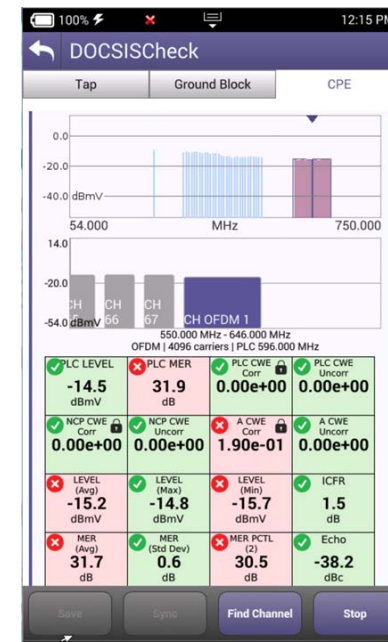 100% 12:15 PM
DOCSISCheck
Tap Ground Block CPE
0.0
-20.0
-40.0 dBmV
54.000 MHz 750.000
14.0
-20.0
CH CH CH
66 67 CH OFDM 1
-54.0 dBmV
550.000 MHz - 646.000 MHz
OFDM | 4096 carriers | PLC 596.000 MHz
PLC LEVEL PLC MER PLC CWE PLC CWE
Corr Uncorr
-14.5 31.9 0.00e+00 0.00e+00
dBmV dB
NCP CWE NCP CWE A CWE A CWE
Corr Uncorr Corr Uncorr
0.00e+00 0.00e+00 1.90e-01 0.00e+00
LEVEL LEVEL LEVEL ICFR
(Avg) (Max) (Min)
-15.2 -14.8 -15.7 1.5
dBmV dBmV dBmV dB
MER MER MER PCTL Echo
(Avg) (Std Dev) (2)
31.7 0.6 30.5 -38.2
dB dB dB dBc
Save Sync Find Channel Stop